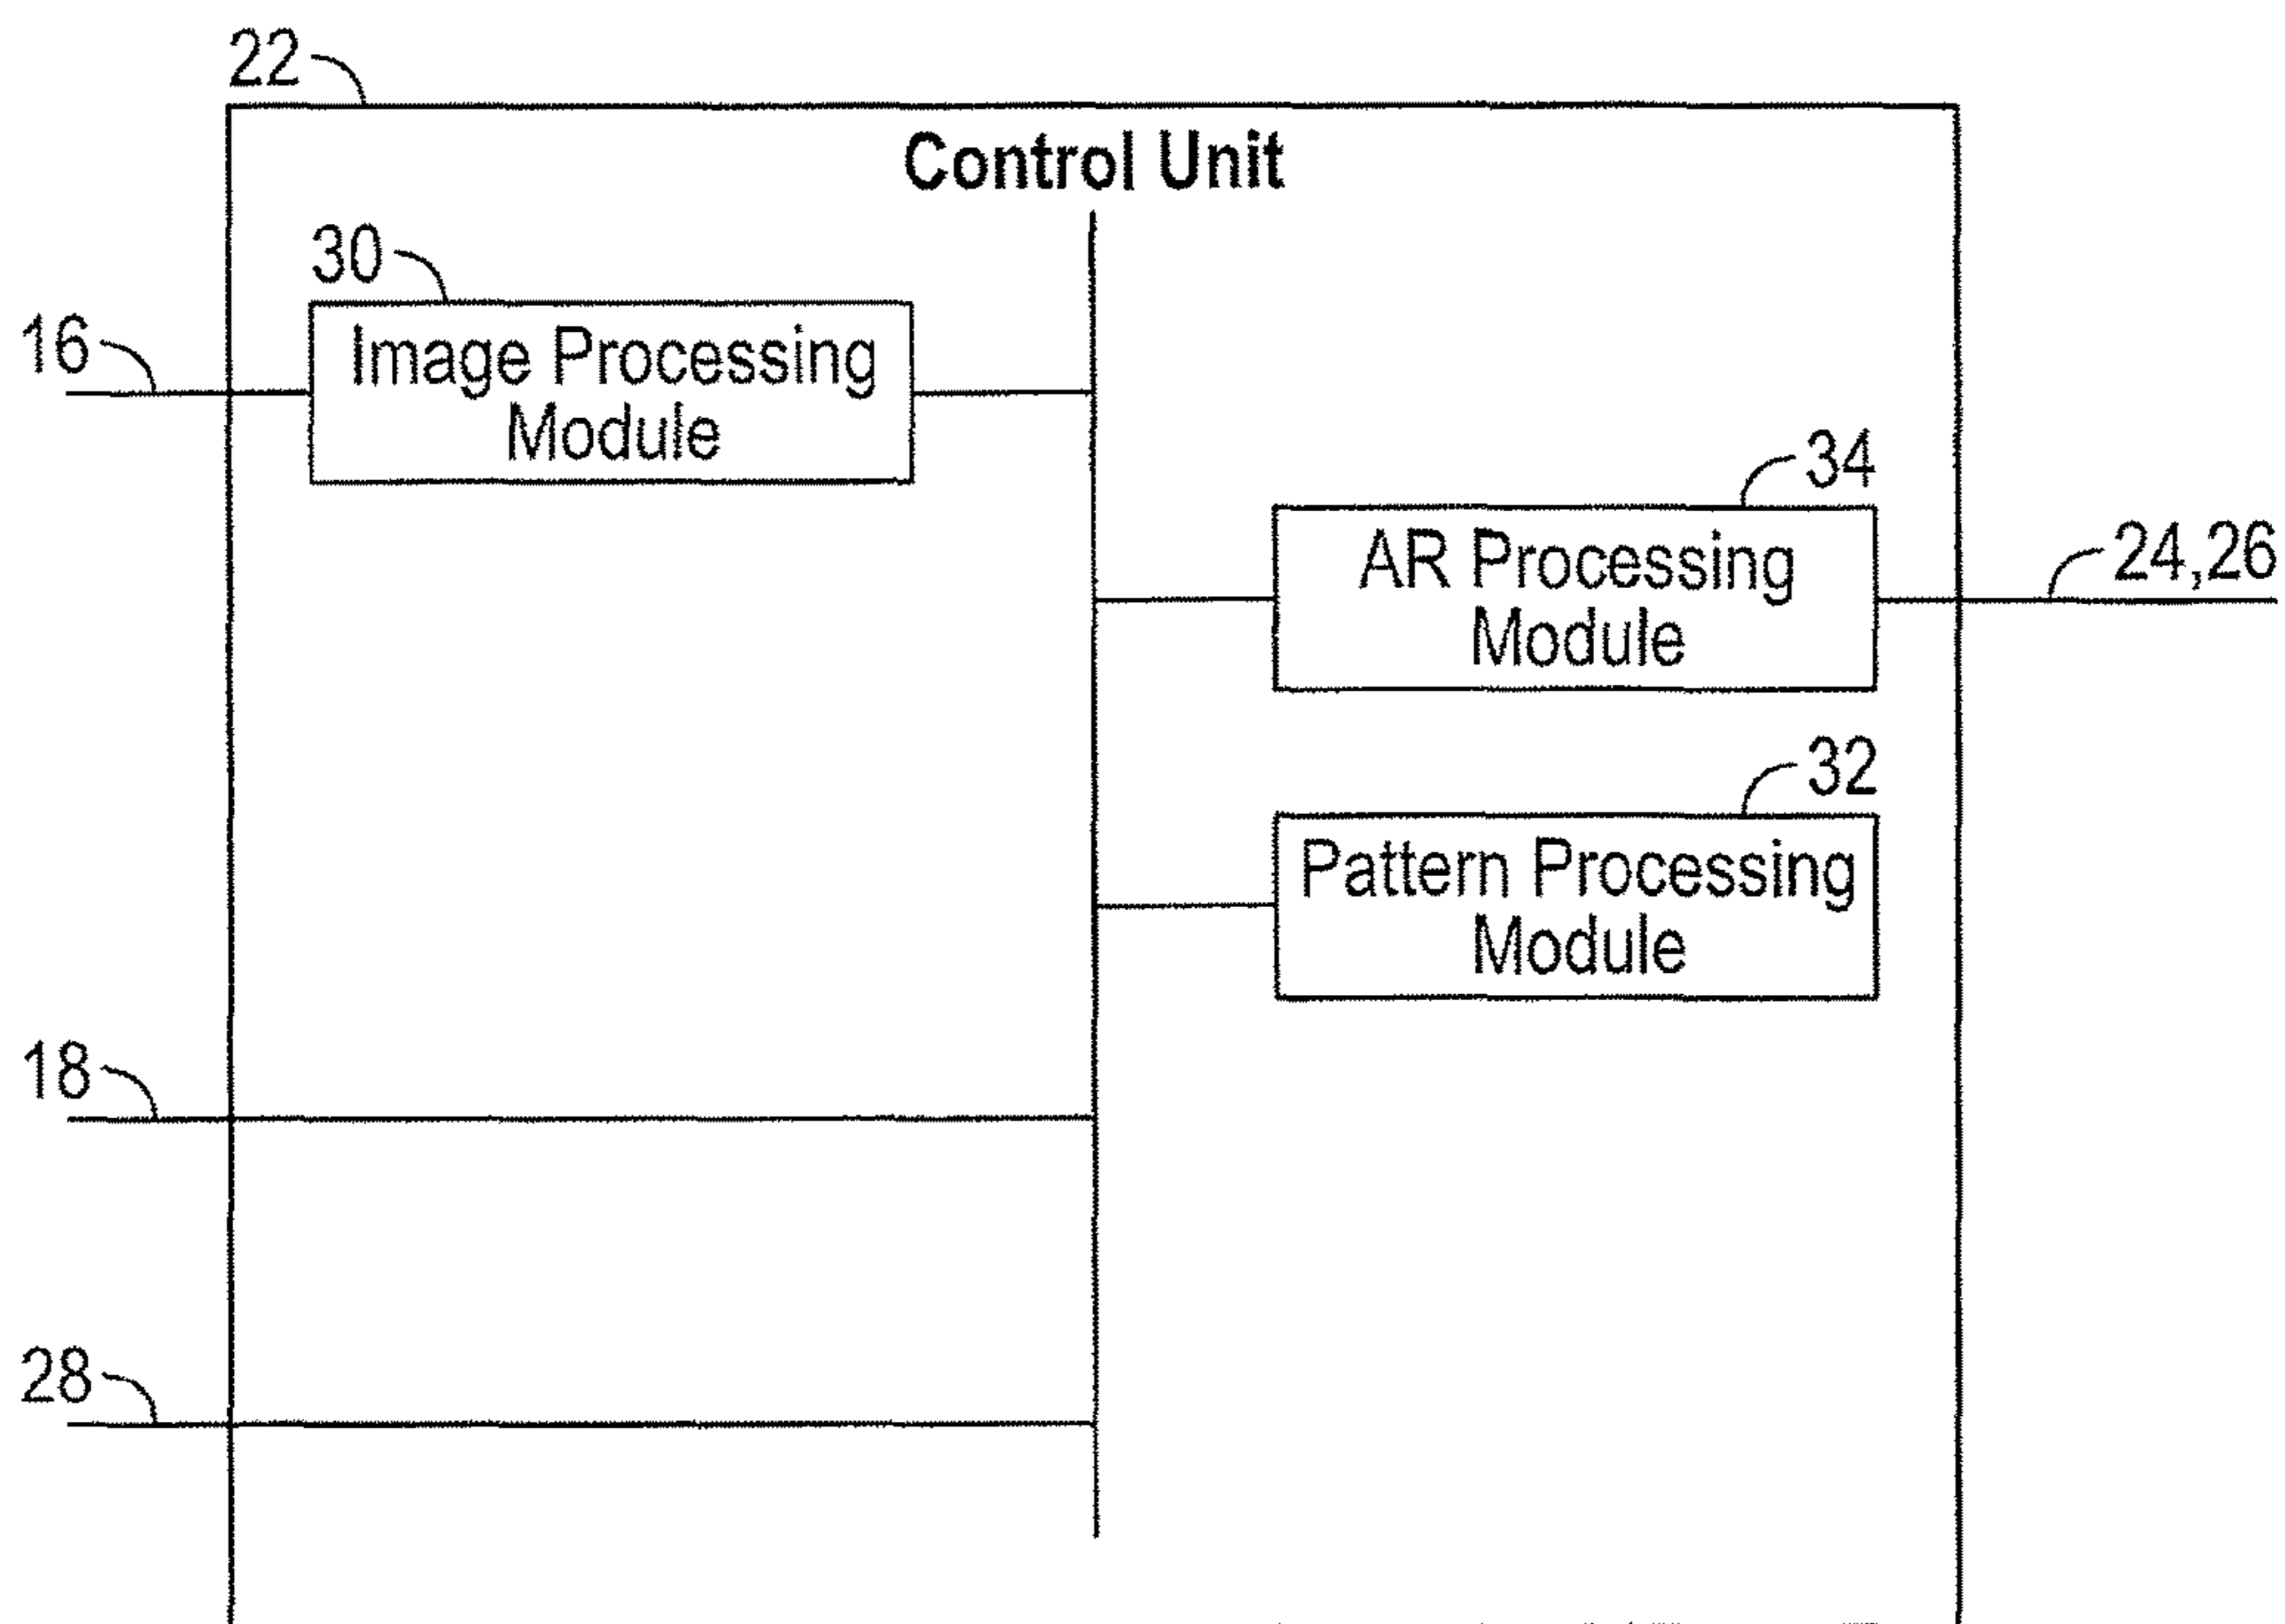 22
Control Unit
30
16
Image Processing
Module
34
AR Processing
Module
24,26
32
Pattern Processing
Module
18
28